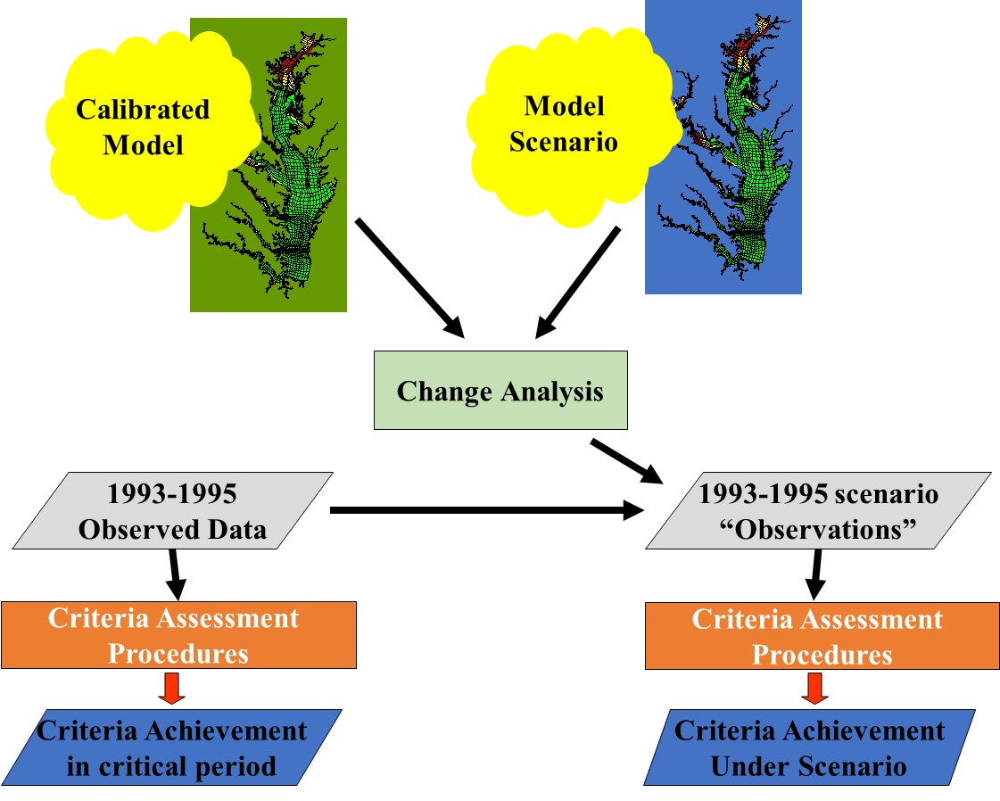 Calibrated
Model
Model
Scenario
Change Analysis
1993-1995
Observed Data
1993-1995 scenario
“Observations”
Criteria Assessment
Procedures
Criteria Assessment
Procedures
Criteria Achievement
in critical period
Criteria Achievement
Under Scenario